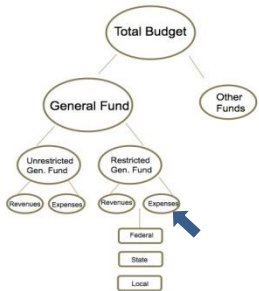 Total Budget
General Fund
Other
Funds
Unrestricted
Gen. Fund
Restricted
Gen. Fund
Revenues
Expenses
Revenues
Expenses
Federal
State
Local